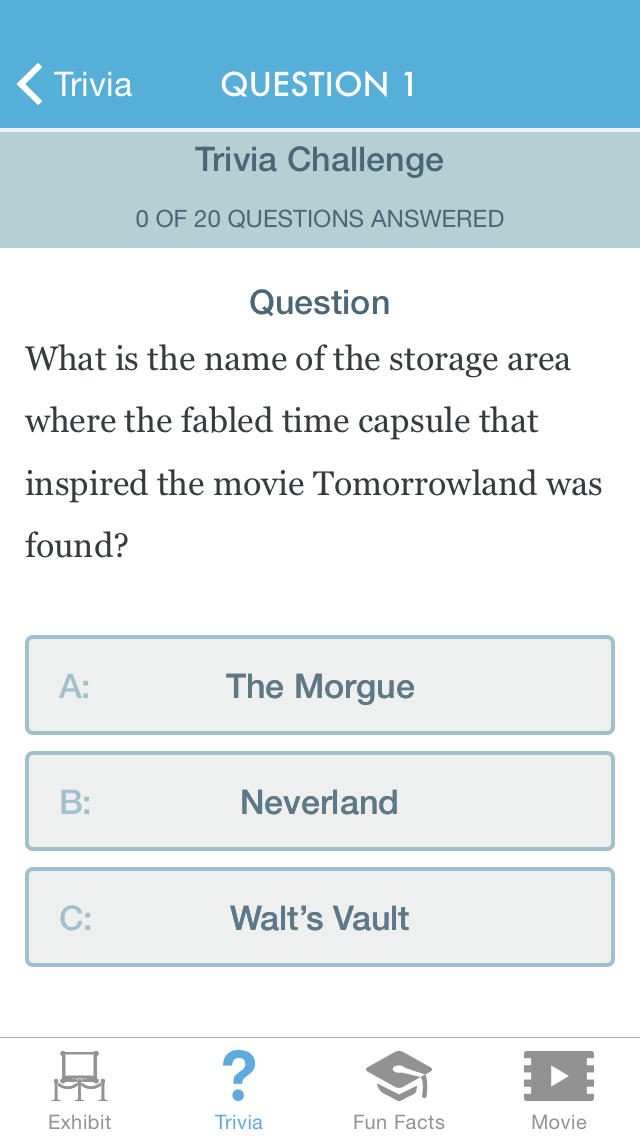 Trivia QUESTION 1
Trivia Challenge
0 OF 20 QUESTIONS ANSWERED
Question
What is the name of the storage area
where the fabled time capsule that
inspired the movie Tomorrowland was
found?
A: The Morgue
B: Neverland
C: Walt’s Vault
Exhibit Trivia Fun Facts Movie